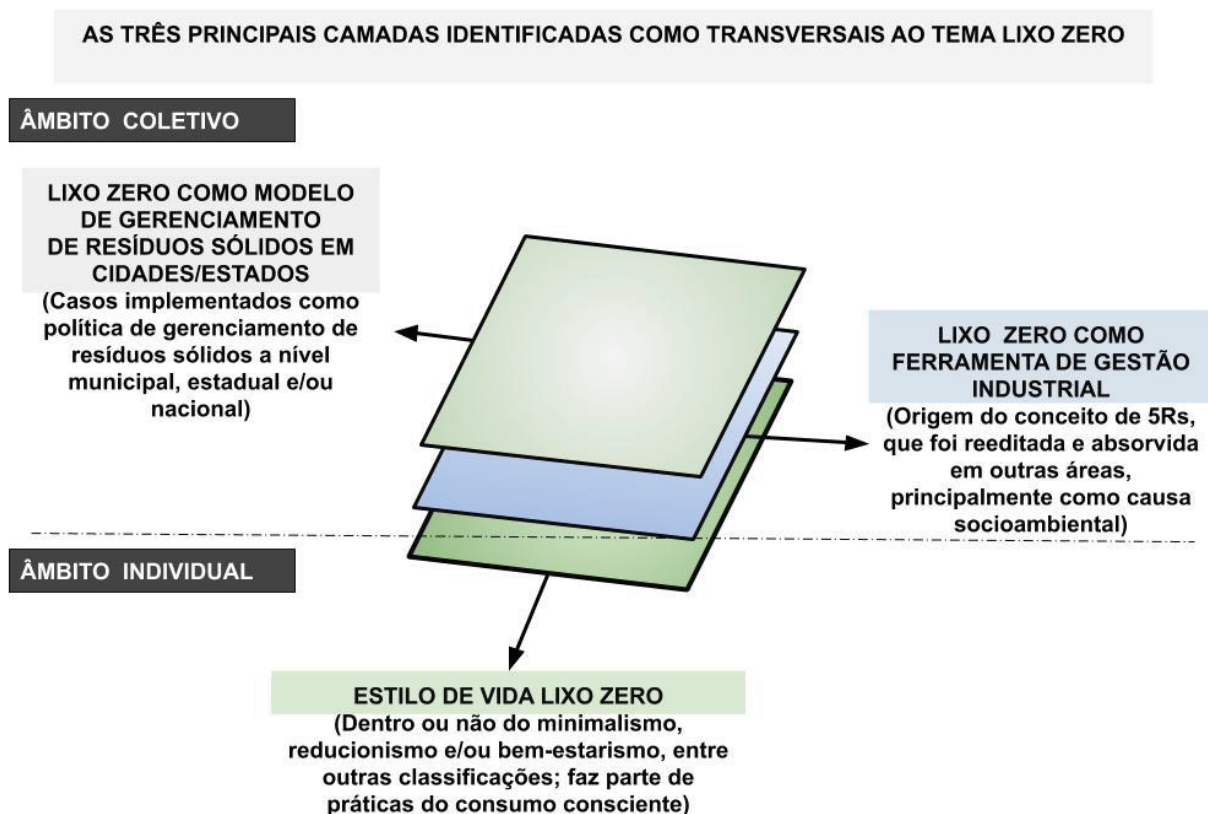 AS TRÊS PRINCIPAIS CAMADAS IDENTIFICADAS COMO TRANSVERSAIS AO TEMA LIXO ZERO
ÂMBITO COLETIVO
LIXO ZERO COMO MODELO
DE GERENCIAMENTO
DE RESÍDUOS SÓLIDOS EM
CIDADES/ESTADOS
(Casos implementados como
política de gerenciamento de
resíduos sólidos a nível
municipal, estadual e/ou
nacional)
LIXO ZERO COMO
FERRAMENTA DE GESTÃO
INDUSTRIAL
(Origem do conceito de 5Rs,
que foi reeditada e absorvida
em outras áreas,
principalmente como causa
socioambiental)
ÂMBITO INDIVIDUAL
ESTILO DE VIDA LIXO ZERO
(Dentro ou não do minimalismo,
reducionismo e/ou bem-estarismo, entre
outras classificações; faz parte de
práticas do consumo consciente)